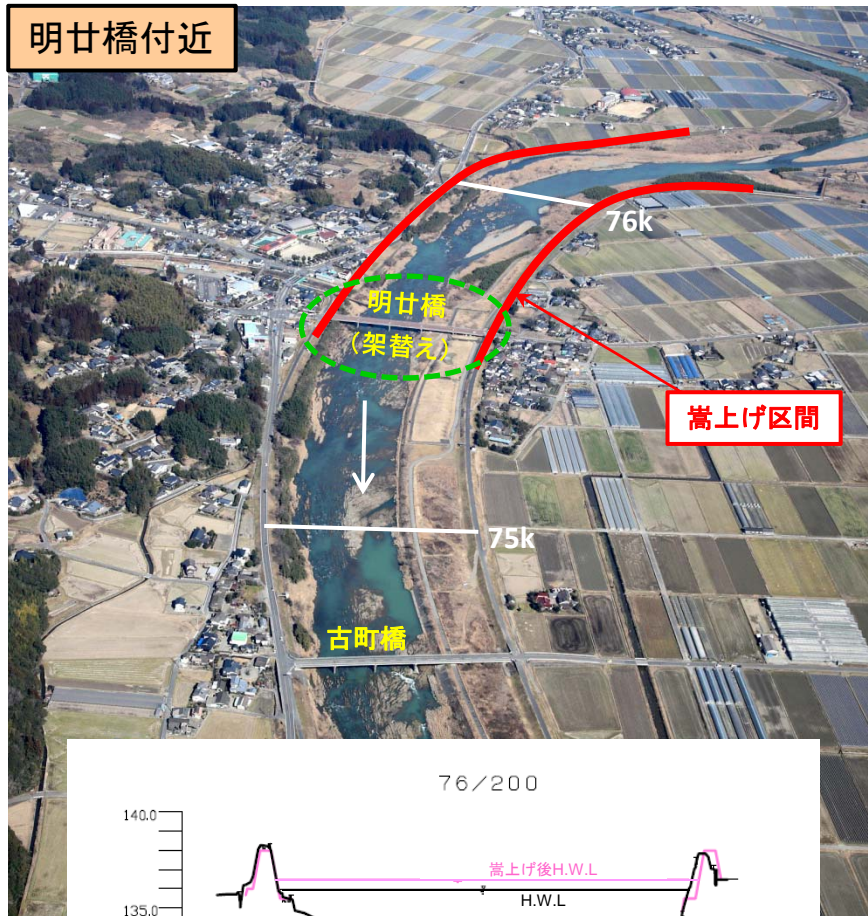 明廿橋付近
76k
明廿橋
（架替え）
嵩上げ区間
75k
古町橋
76/200
140.0
嵩上げ後H.W.L
H.W.L
135.0